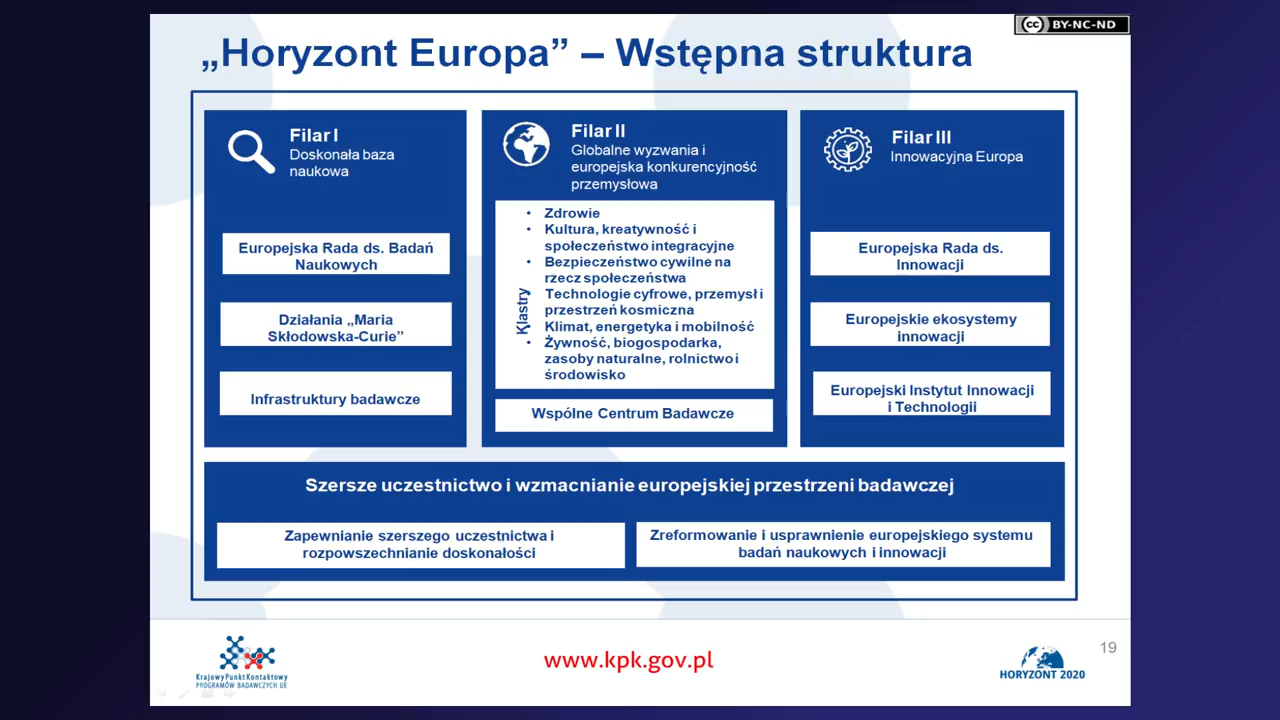 BY-NC-ND
„Horyzont Europa” – Wstępna struktura
Filar I
Doskonała baza
naukowa
Europejska Rada ds. Badań
Naukowych
Działania „Maria
Skłodowska-Curie”
Infrastruktury badawcze
Filar II
Globalne wyzwania i
europejska konkurencyjność
przemysłowa
Klastry
• Zdrowie
• Kultura, kreatywność i
społeczeństwo integracyjne
• Bezpieczeństwo cywilne na
rzecz społeczeństwa
• Technologie cyfrowe, przemysł i
przestrzeń kosmiczna
• Klimat, energetyka i mobilność
• Żywność, biogospodarka,
zasoby naturalne, rolnictwo i
środowisko
Wspólne Centrum Badawcze
Filar III
Innowacyjna Europa
Europejska Rada ds.
Innowacji
Europejskie ekosystemy
innowacji
Europejski Instytut Innowacji
i Technologii
Szersze uczestnictwo i wzmacnianie europejskiej przestrzeni badawczej
Zapewnianie szerszego uczestnictwa i
rozpowszechnianie doskonałości
Zreformowanie i usprawnienie europejskiego systemu
badań naukowych i innowacji
Krajowy Punkt Kontaktowy
PROGRAMÓW BADAWCZYCH UE
www.kpk.gov.pl
HORYZONT 2020
19